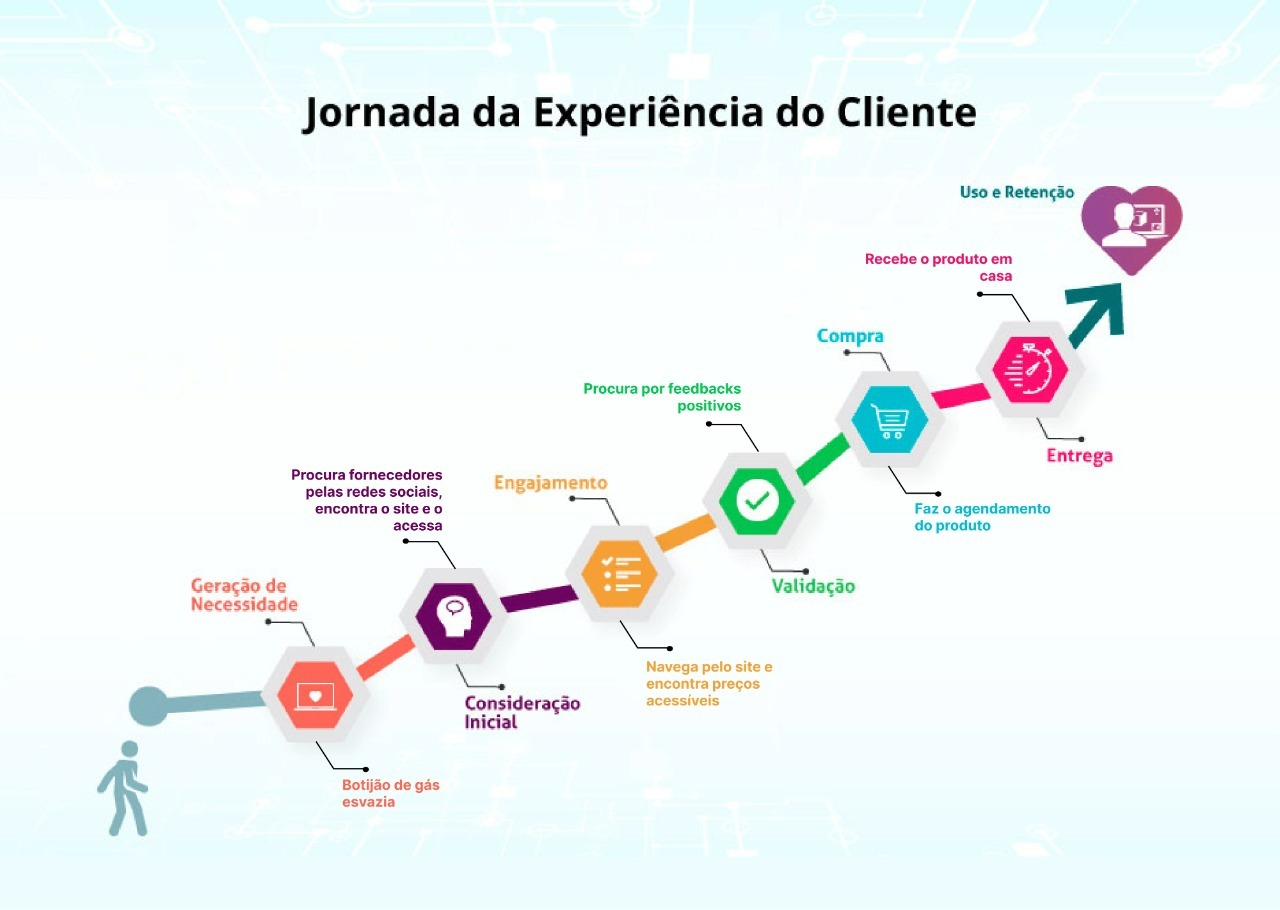 Jornada da Experiência do Cliente
Uso e Retenção
Recebe o produto em
casa
Compra
Procura por feedbacks
positivos
Entrega
Procura fornecedores
pelas redes sociais,
encontra o site e o
acessa
Engajamento
Faz o agendamento
do produto
Geração de
Necessidade
Validação
Navega pelo site e
encontra preços
acessíveis
Consideração
Inicial
Botijão de gás
esvazia